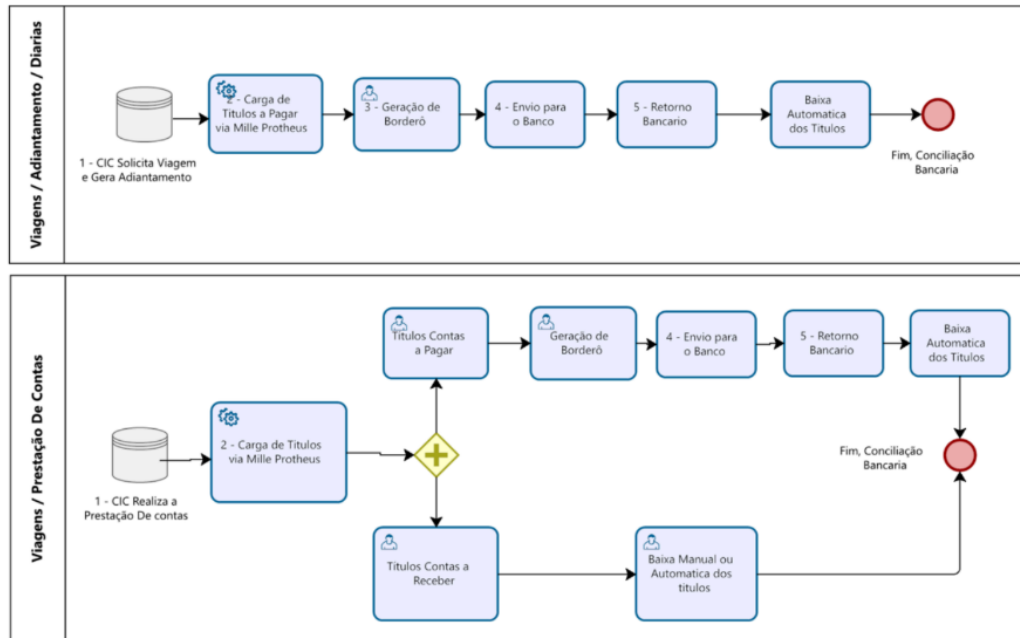 Viagens / Adiantamento / Diarias
1 - CIC Solicita Viagem
e Gera Adiantamento
2 - Carga de
Titulos a Pagar
via Mille Protheus
3 - Geração de
Borderô
4 - Envio para
o Banco
5 - Retorno
Bancario
Baixa
Automatica
dos Titulos
Fim, Conciliação
Bancaria
Viagens / Prestação De Contas
1 - CIC Realiza a
Prestação De contas
2 - Carga de Titulos
via Mille Protheus
Titulos Contas
a Pagar
Geração de
Borderô
4 - Envio para
o Banco
5 - Retorno
Bancario
Baixa
Automatica
dos Titulos
Fim, Conciliação
Bancaria
Titulos Contas a
Receber
Baixa Manual ou
Automatica dos
titulos